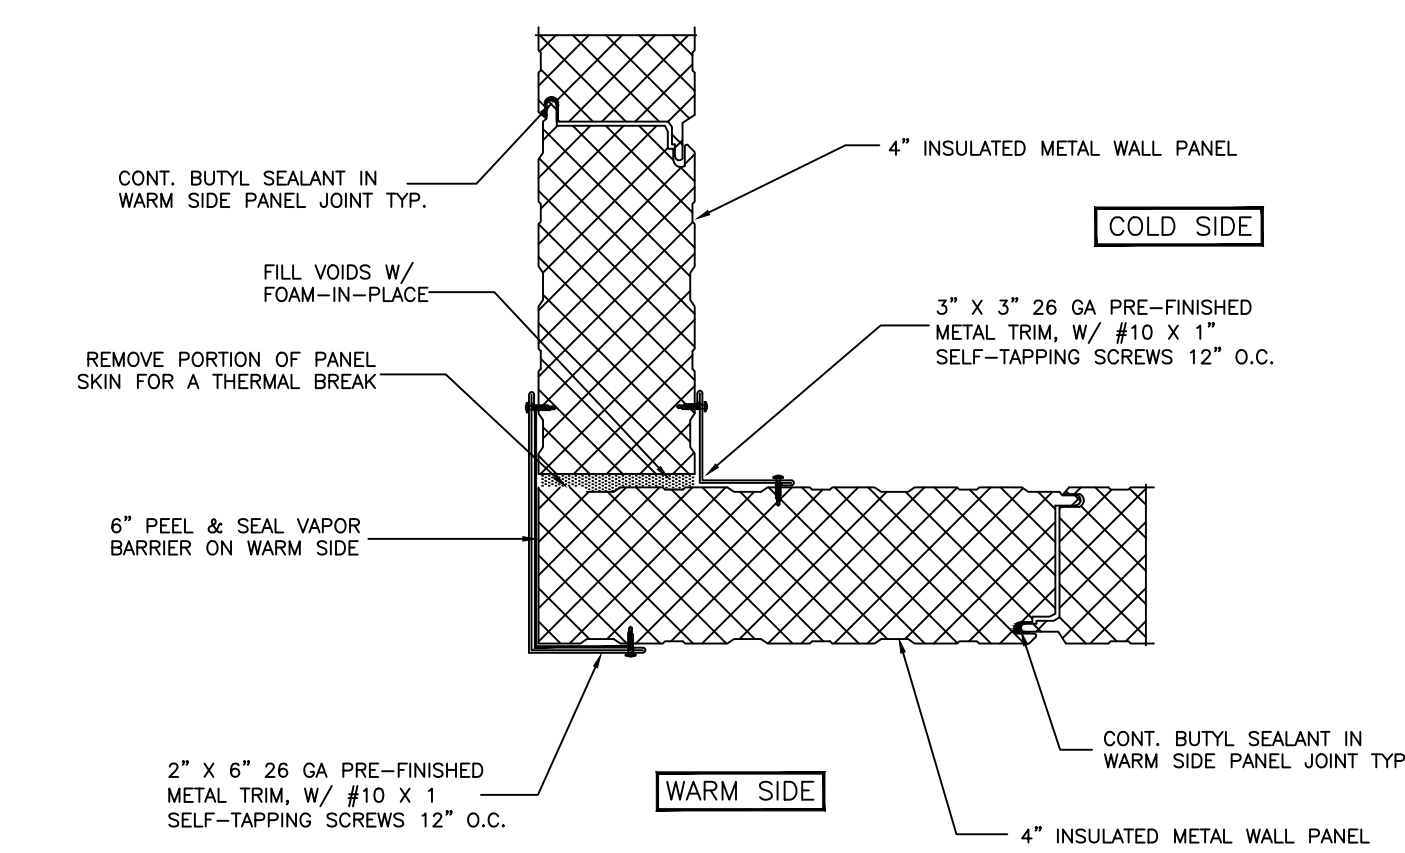 4” INSULATED METAL WALL PANEL
CONT. BUTYL SEALANT IN
WARM SIDE PANEL JOINT TYP.
COLD SIDE
FILL VOIDS W/
FOAM-IN-PLACE
3” X 3” 26 GA PRE-FINISHED
METAL TRIM, W/ #10 X 1”
SELF-TAPPING SCREWS 12” O.C.
REMOVE PORTION OF PANEL
SKIN FOR A THERMAL BREAK
6” PEEL & SEAL VAPOR
BARRIER ON WARM SIDE
CONT. BUTYL SEALANT IN
WARM SIDE PANEL JOINT TYP
2” X 6” 26 GA PRE-FINISHED
METAL TRIM, W/ #10 X 1
SELF-TAPPING SCREWS 12” O.C.
WARM SIDE
4” INSULATED METAL WALL PANEL